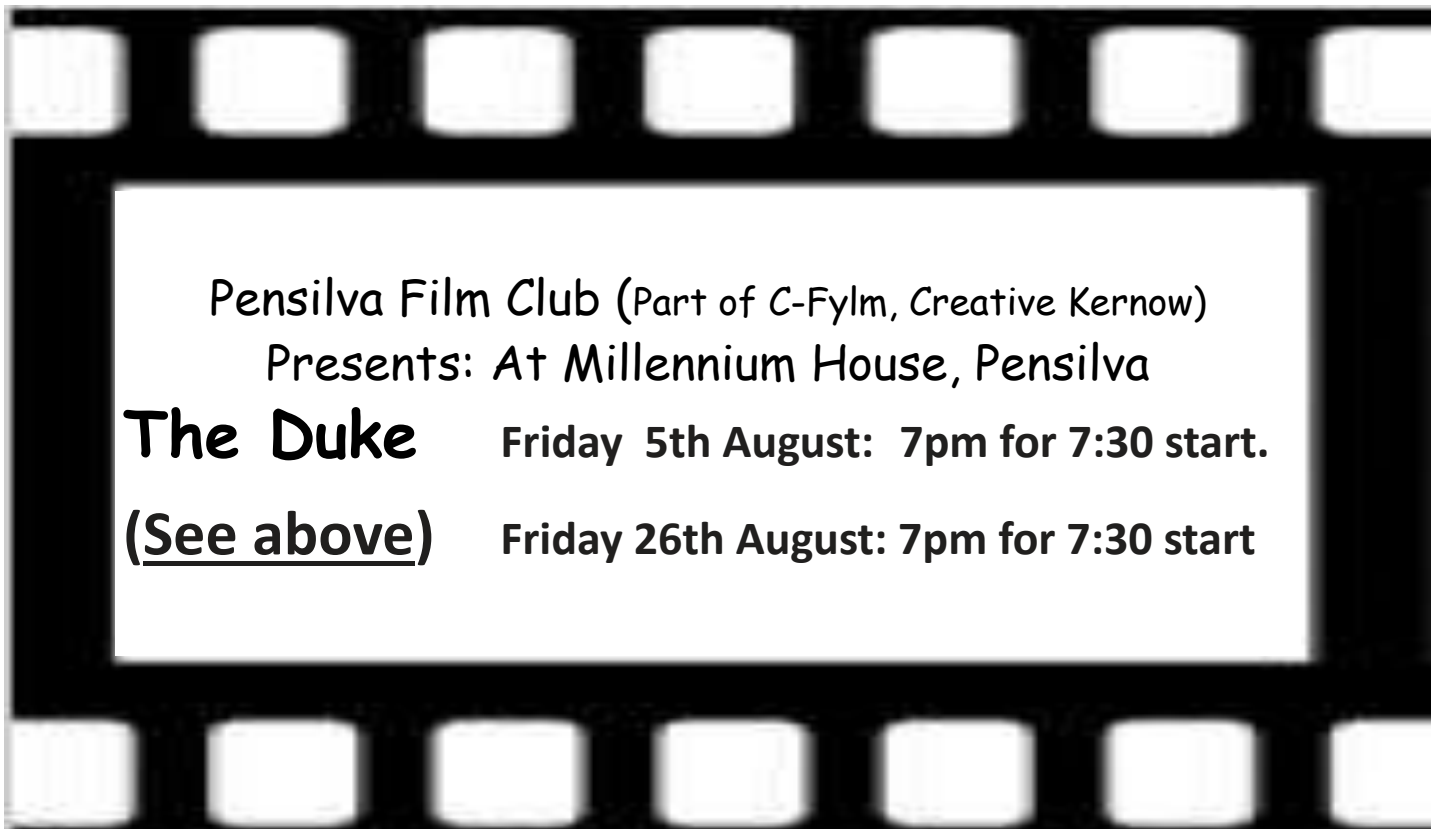 Pensilva Film Club (Part of C-Fylm, Creative Kernow)
Presents: At Millennium House, Pensilva
The Duke Friday 5th August: 7pm for 7:30 start.
(See above) Friday 26th August: 7pm for 7:30 start